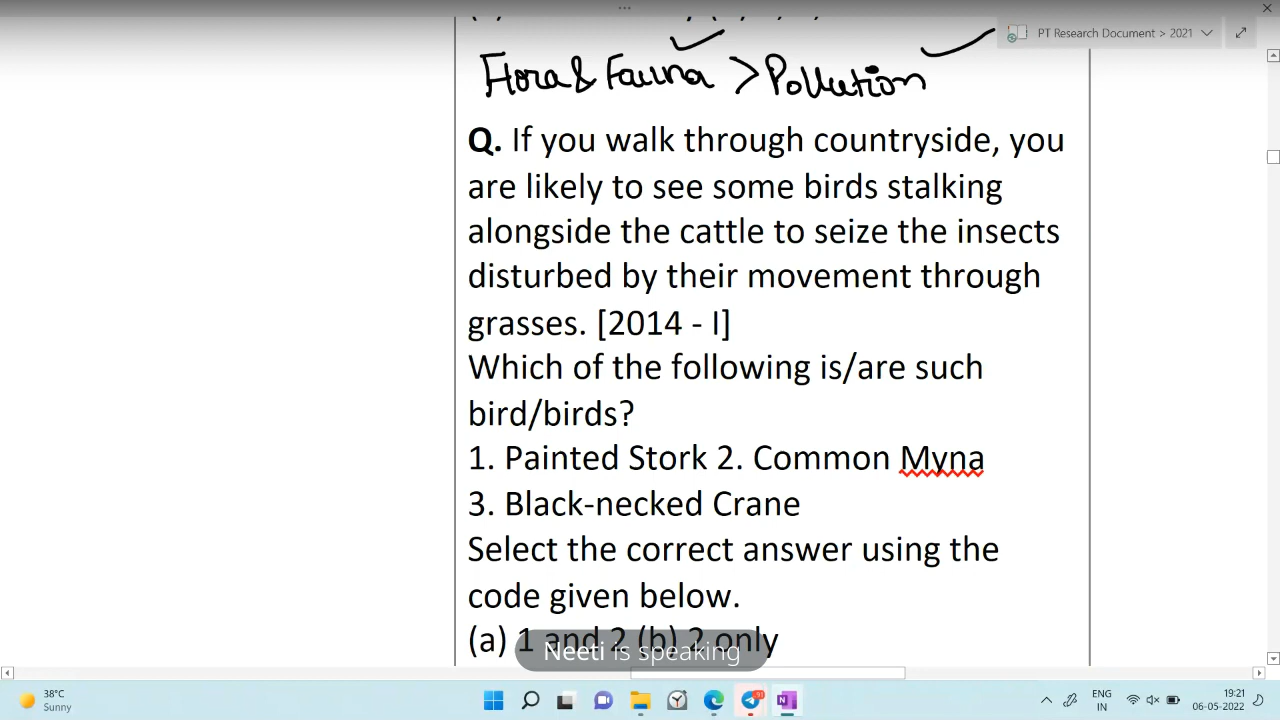 PT Research Document > 2021
Flora & Fauna > Pollution
Q. If you walk through countryside, you
are likely to see some birds stalking
alongside the cattle to seize the insects
disturbed by their movement through
grasses. [2014 - I]
Which of the following is/are such
bird/birds?
1. Painted Stork 2. Common Myna
3. Black-necked Crane
Select the correct answer using the
code given below.
(a) 1 and 2 (b) 2 only
Neeti is speaking
38°C
Sunny
91
N
ENG
IN
19:21
06-05-2022